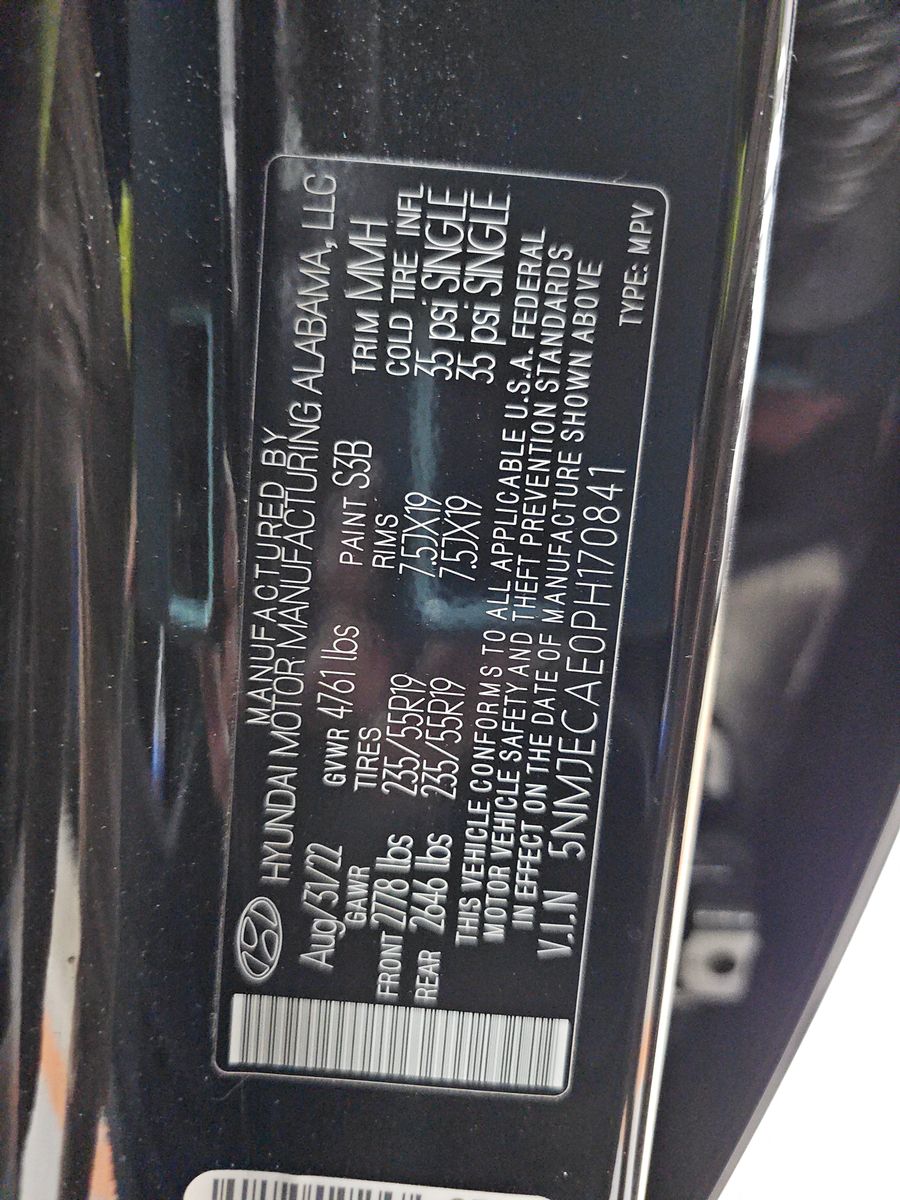 MANUFACTURED BY
HYUNDAI MOTOR MANUFACTURING ALABAMA, LLC
Aug/31/22 GVWR 4761 lbs PAINT S3B TRIM MMH
GAWR TIRES RIMS COLD TIRE INFL
FRONT 2778 lbs 235/55R19 7.5JX19 35 psi SINGLE
REAR 2646 lbs 235/55R19 7.5JX19 35 psi SINGLE
THIS VEHICLE CONFORMS TO ALL APPLICABLE U.S.A. FEDERAL
MOTOR VEHICLE SAFETY AND THEFT PREVENTION STANDARDS
IN EFFECT ON THE DATE OF MANUFACTURE SHOWN ABOVE
V.I.N 5NMJECAE0PH170841 TYPE: MPV